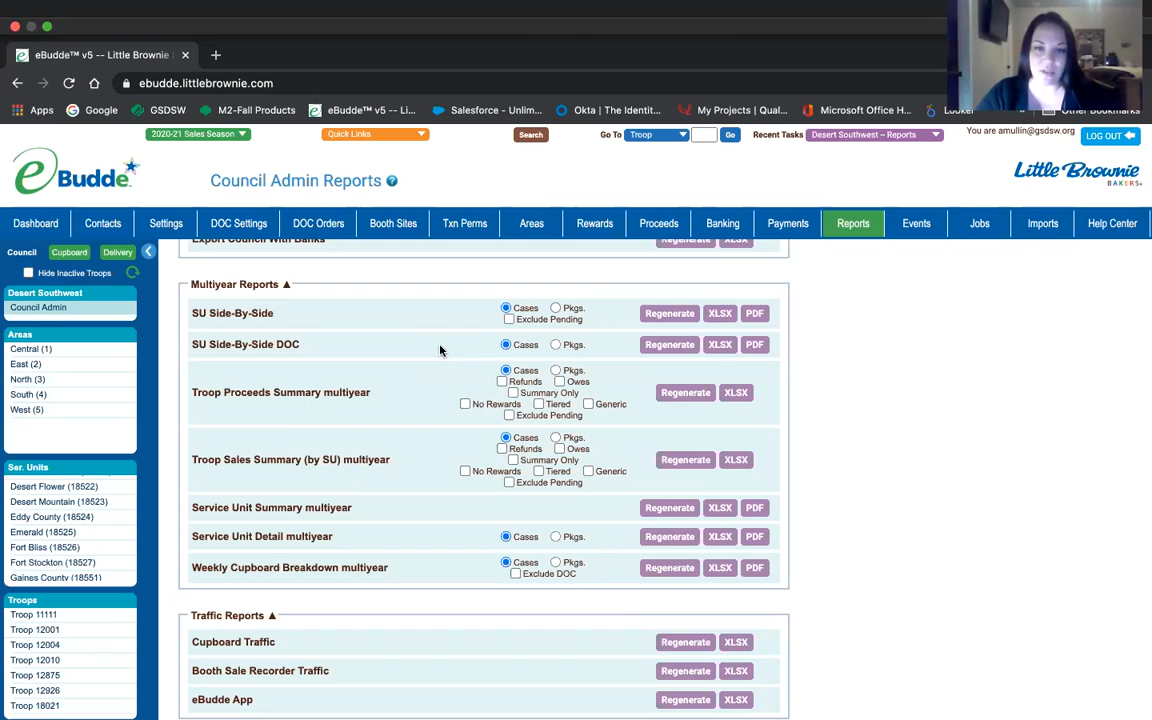 eBudde™ v5 -- Little Brownie
ebudde.littlebrownie.com
Apps Google GSDSW M2-Fall Products eBudde™ v5 -- Li... Salesforce - Unlim... Okta | The Identit... My Projects | Qual... Microsoft Office H... Looker Other Bookmarks
2020-21 Sales Season Quick Links Search Go To Troop Go Recent Tasks Desert Southwest -- Reports You are amullin@gsdsw.org LOG OUT
eBudde™ Council Admin Reports ? Little Brownie BAKERS
Dashboard Contacts Settings DOC Settings DOC Orders Booth Sites Txn Perms Areas Rewards Proceeds Banking Payments Reports Events Jobs Imports Help Center
Council Cupboard Delivery
Hide Inactive Troops
Desert Southwest
Council Admin
Areas
Central (1)
East (2)
North (3)
South (4)
West (5)
Ser. Units
Desert Flower (18522)
Desert Mountain (18523)
Eddy County (18524)
Emerald (18525)
Fort Bliss (18526)
Fort Stockton (18527)
Gaines County (18551)
Troops
Troop 11111
Troop 12001
Troop 12004
Troop 12010
Troop 12875
Troop 12926
Troop 18021
Export Council With Banks Regenerate XLSX
Multiyear Reports ▲
SU Side-By-Side Cases Pkgs. Exclude Pending Regenerate XLSX PDF
SU Side-By-Side DOC Cases Pkgs. Regenerate XLSX PDF
Troop Proceeds Summary multiyear Cases Pkgs. Refunds Owes Summary Only No Rewards Tiered Generic Exclude Pending Regenerate XLSX
Troop Sales Summary (by SU) multiyear Cases Pkgs. Refunds Owes Summary Only No Rewards Tiered Generic Exclude Pending Regenerate XLSX
Service Unit Summary multiyear Regenerate XLSX PDF
Service Unit Detail multiyear Cases Pkgs. Regenerate XLSX PDF
Weekly Cupboard Breakdown multiyear Cases Pkgs. Exclude DOC Regenerate XLSX PDF
Traffic Reports ▲
Cupboard Traffic Regenerate XLSX
Booth Sale Recorder Traffic Regenerate XLSX
eBudde App Regenerate XLSX